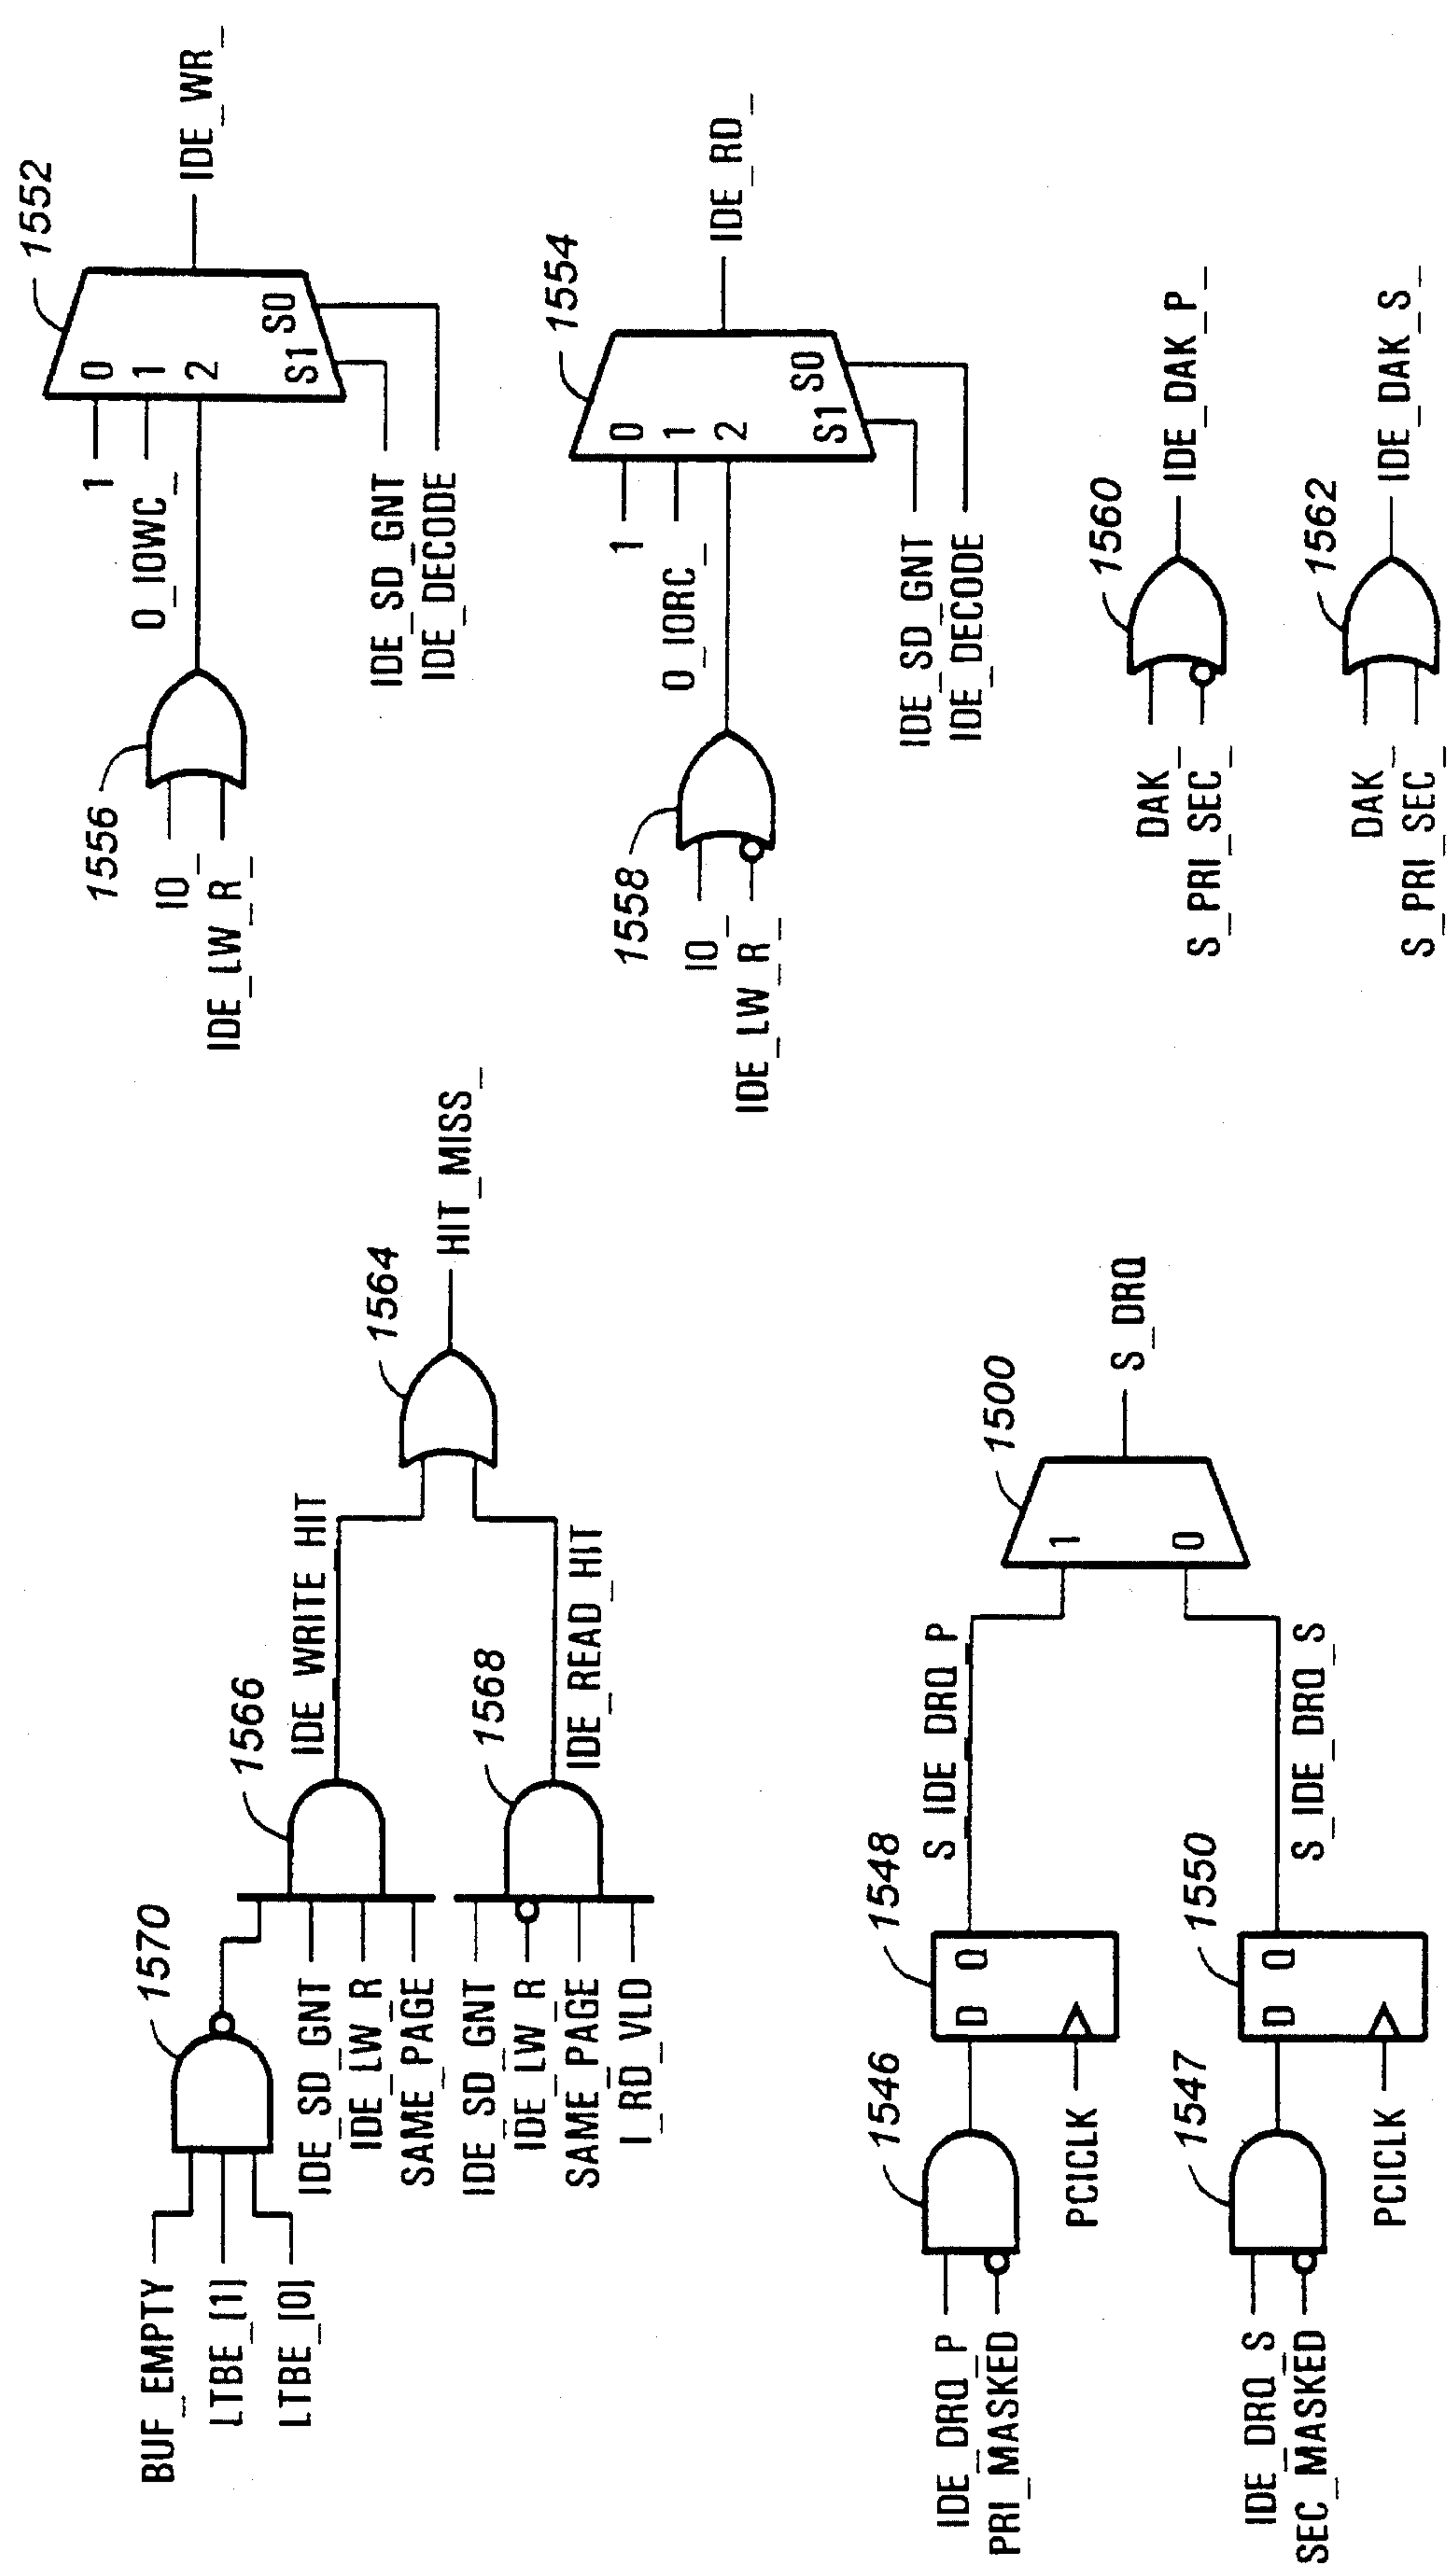 BUF_EMPTY
LTBE_[1]
LTBE_[0]
1570
IDE_SD_GNT
IDE_LW_R_
SAME_PAGE
1566
IDE_WRITE_HIT
IDE_SD_GNT
IDE_LW_R_
SAME_PAGE
I_RD_VLD
1568
IDE_READ_HIT
1564
HIT_MISS_
IDE_DRQ_P
PRI_MASKED
1546
PCICLK
D Q
1548
S_IDE_DRQ_P
IDE_DRQ_S
SEC_MASKED
1547
PCICLK
D Q
1550
S_IDE_DRQ_S
1
0
1500
S_DRQ
IO_
IDE_LW_R_
1556
1
O_IOWC_
0
1
2
S1 S0
1552
IDE_SD_GNT
IDE_DECODE
IDE_WR_
IO_
IDE_LW_R_
1558
1
O_IORC_
0
1
2
S1 S0
1554
IDE_SD_GNT
IDE_DECODE
IDE_RD_
DAK_
S_PRI_SEC_
1560
IDE_DAK_P_
DAK_
S_PRI_SEC_
1562
IDE_DAK_S_